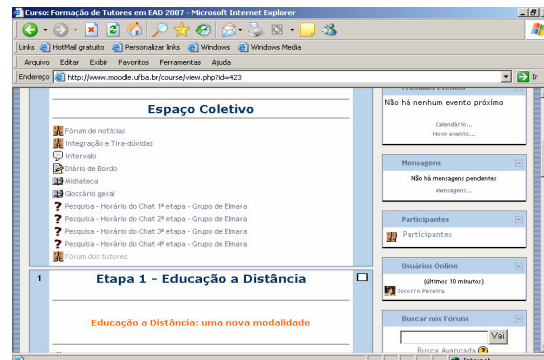 Curso: Formação de Tutores em EAD 2007 - Microsoft Internet Explorer
Links HotMail gratuito Personalizar links Windows Windows Media
Arquivo Editar Exibir Favoritos Ferramentas Ajuda
Endereço http://www.moodle.ufba.br/course/view.php?id=423 Ir
Espaço Coletivo
Fórum de notícias
Integração e Tira-dúvidas
Intervalo
Diário de Bordo
Midiateca
Glossário geral
Pesquisa - Horário do Chat 1ª etapa - Grupo de Elmara
Pesquisa - Horário do Chat 2ª etapa - Grupo de Elmara
Pesquisa - Horário do Chat 3ª etapa - Grupo de Elmara
Pesquisa - Horário do Chat 4ª etapa - Grupo de Elmara
Fórum dos tutores
1 Etapa 1 - Educação a Distância
Educação a Distância: uma nova modalidade
Próximos Eventos
Não há nenhum evento próximo
Calendário...
Novo evento...
Mensagens
Não há mensagens pendentes
Mensagens...
Participantes
Participantes
Usuários Online
(últimos 10 minutos)
Socorro Pereira
Buscar nos Fóruns
Vai
Busca Avançada
Internet